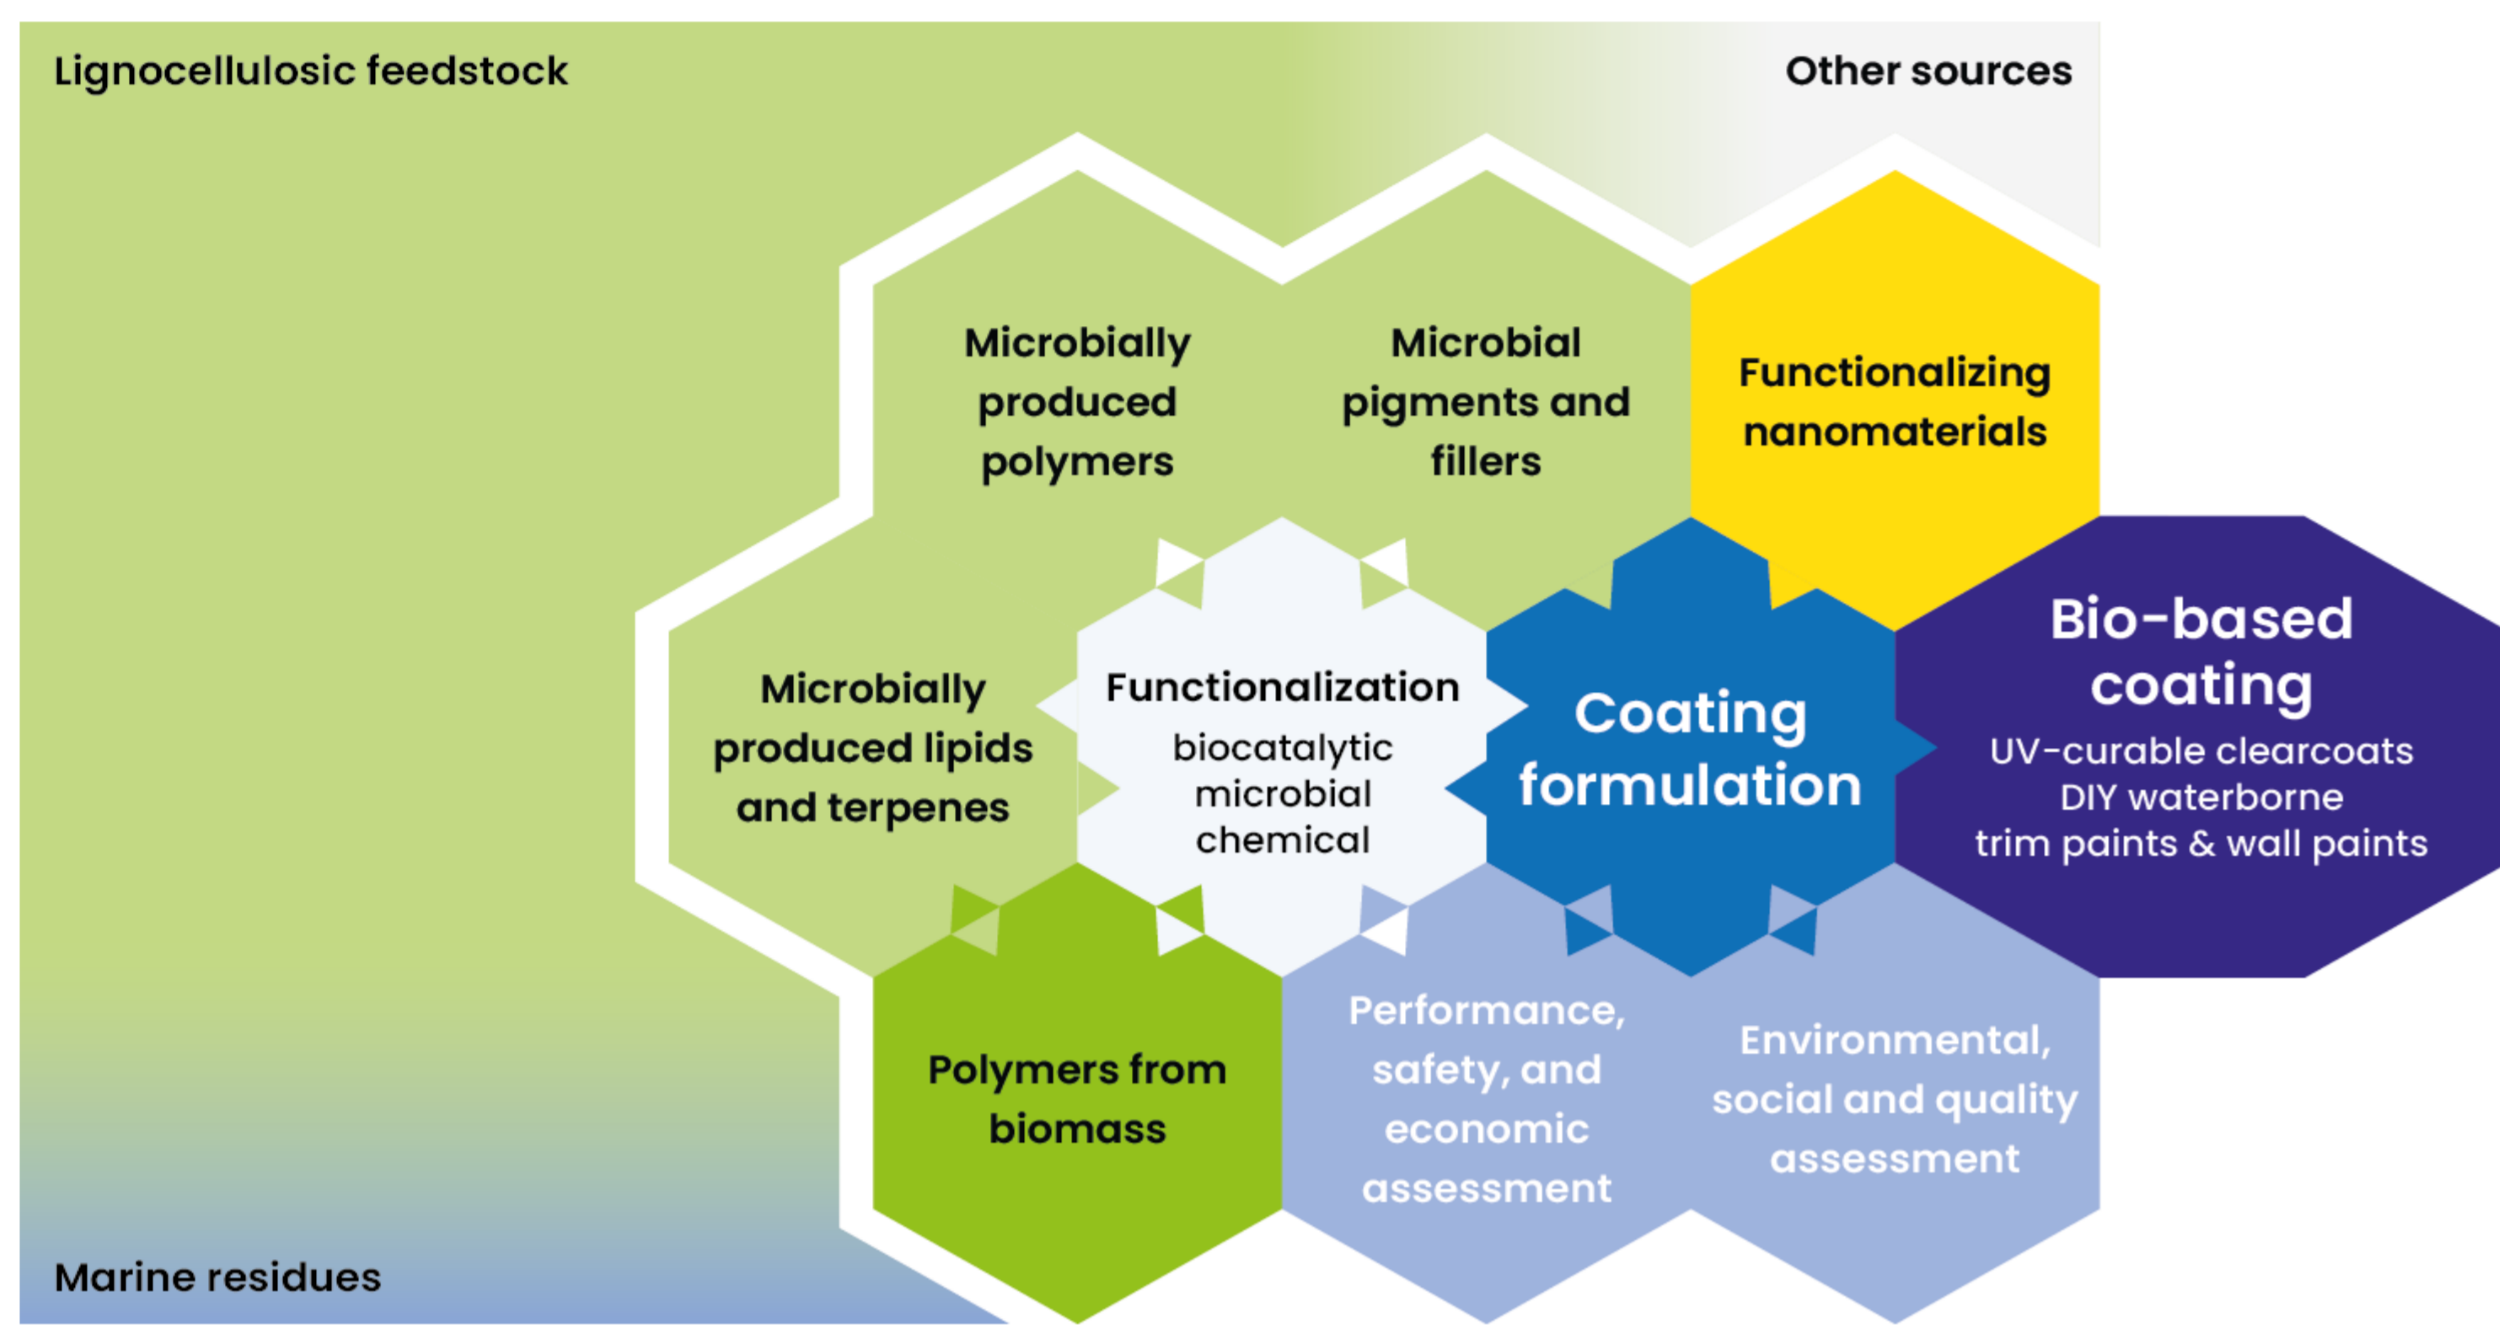 Lignocellulosic feedstock
Other sources
Microbially
produced
polymers
Microbial
pigments and
fillers
Functionalizing
nanomaterials
Microbially
produced lipids
and terpenes
Functionalization
biocatalytic
microbial
chemical
Coating
formulation
Bio-based
coating
UV-curable clearcoats
DIY waterborne
trim paints & wall paints
Polymers from
biomass
Performance,
safety, and
economic
assessment
Environmental,
social and quality
assessment
Marine residues